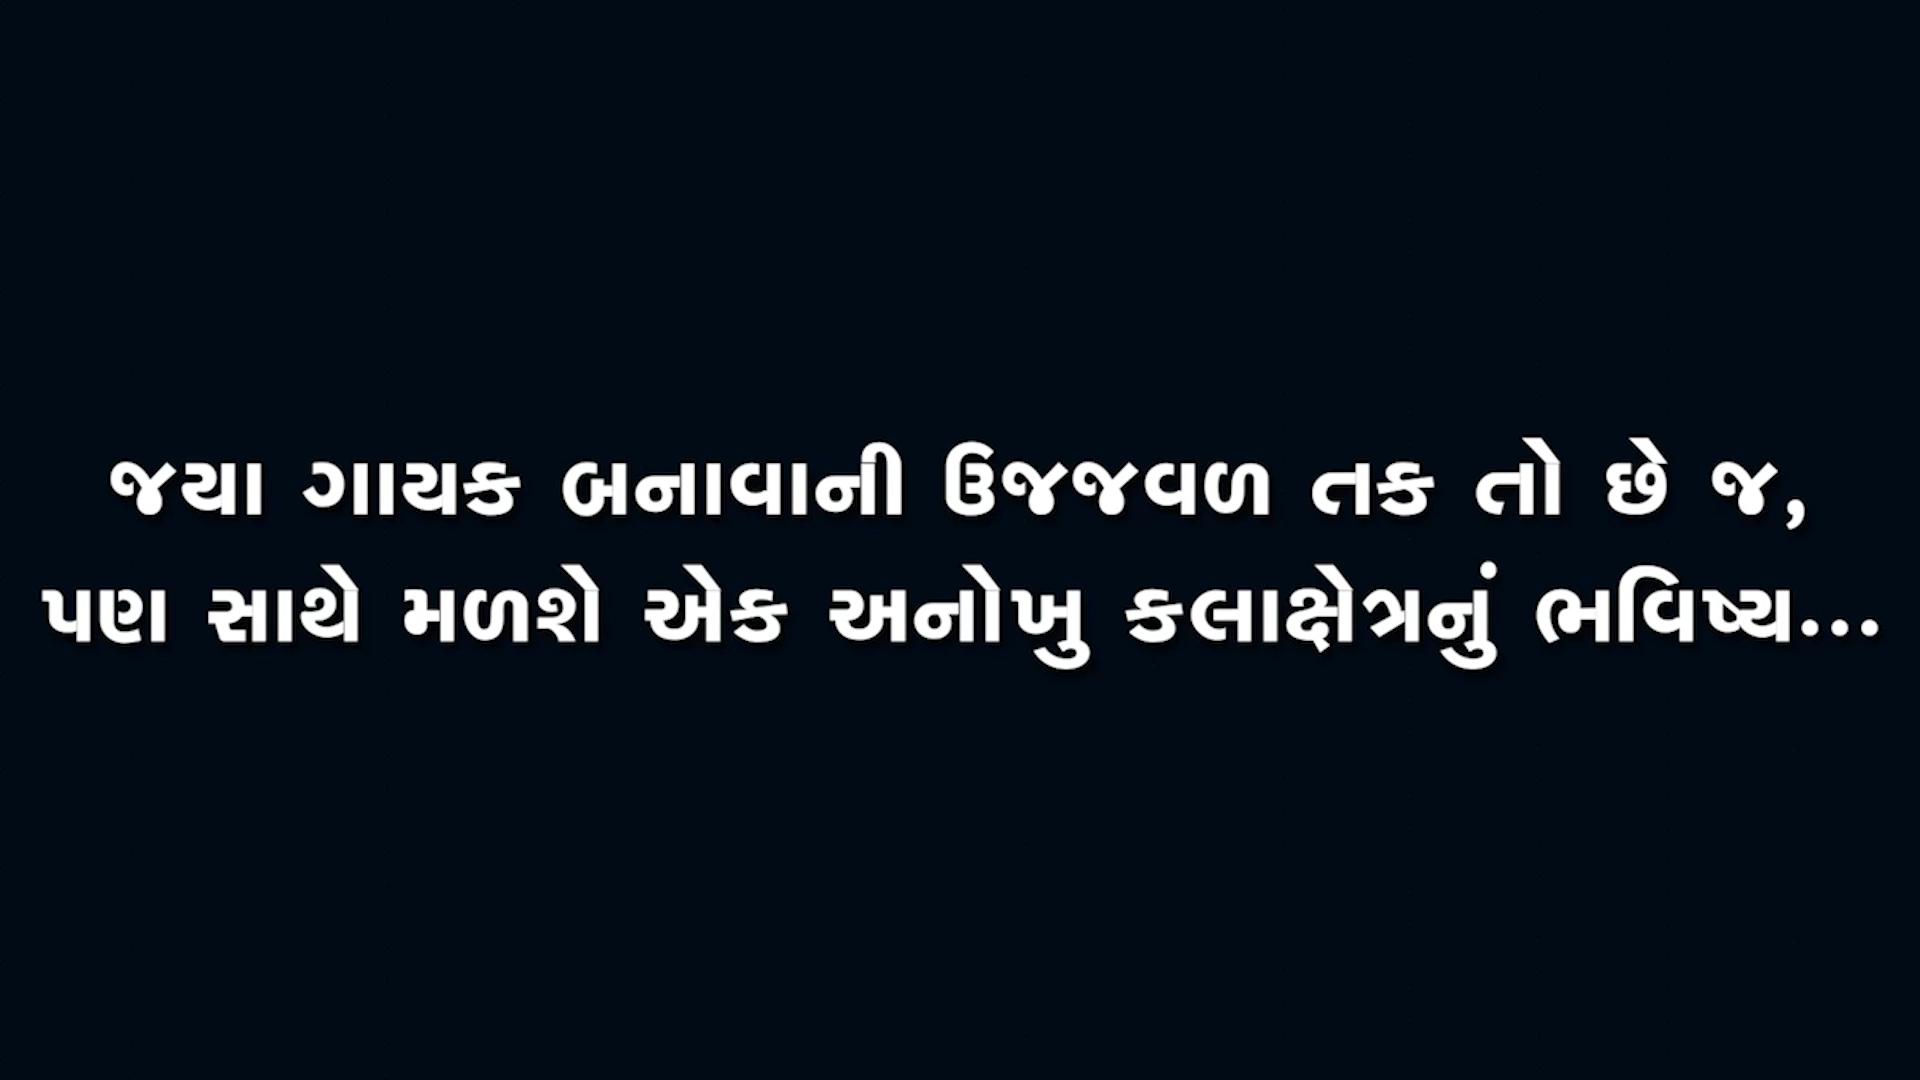 જયા ગાયક બનાવાની ઉજજવળ તક તો છે જ,
પણ સાથે મળશે એક અનોખુ કલાક્ષેત્રનું ભવિષ્ય...